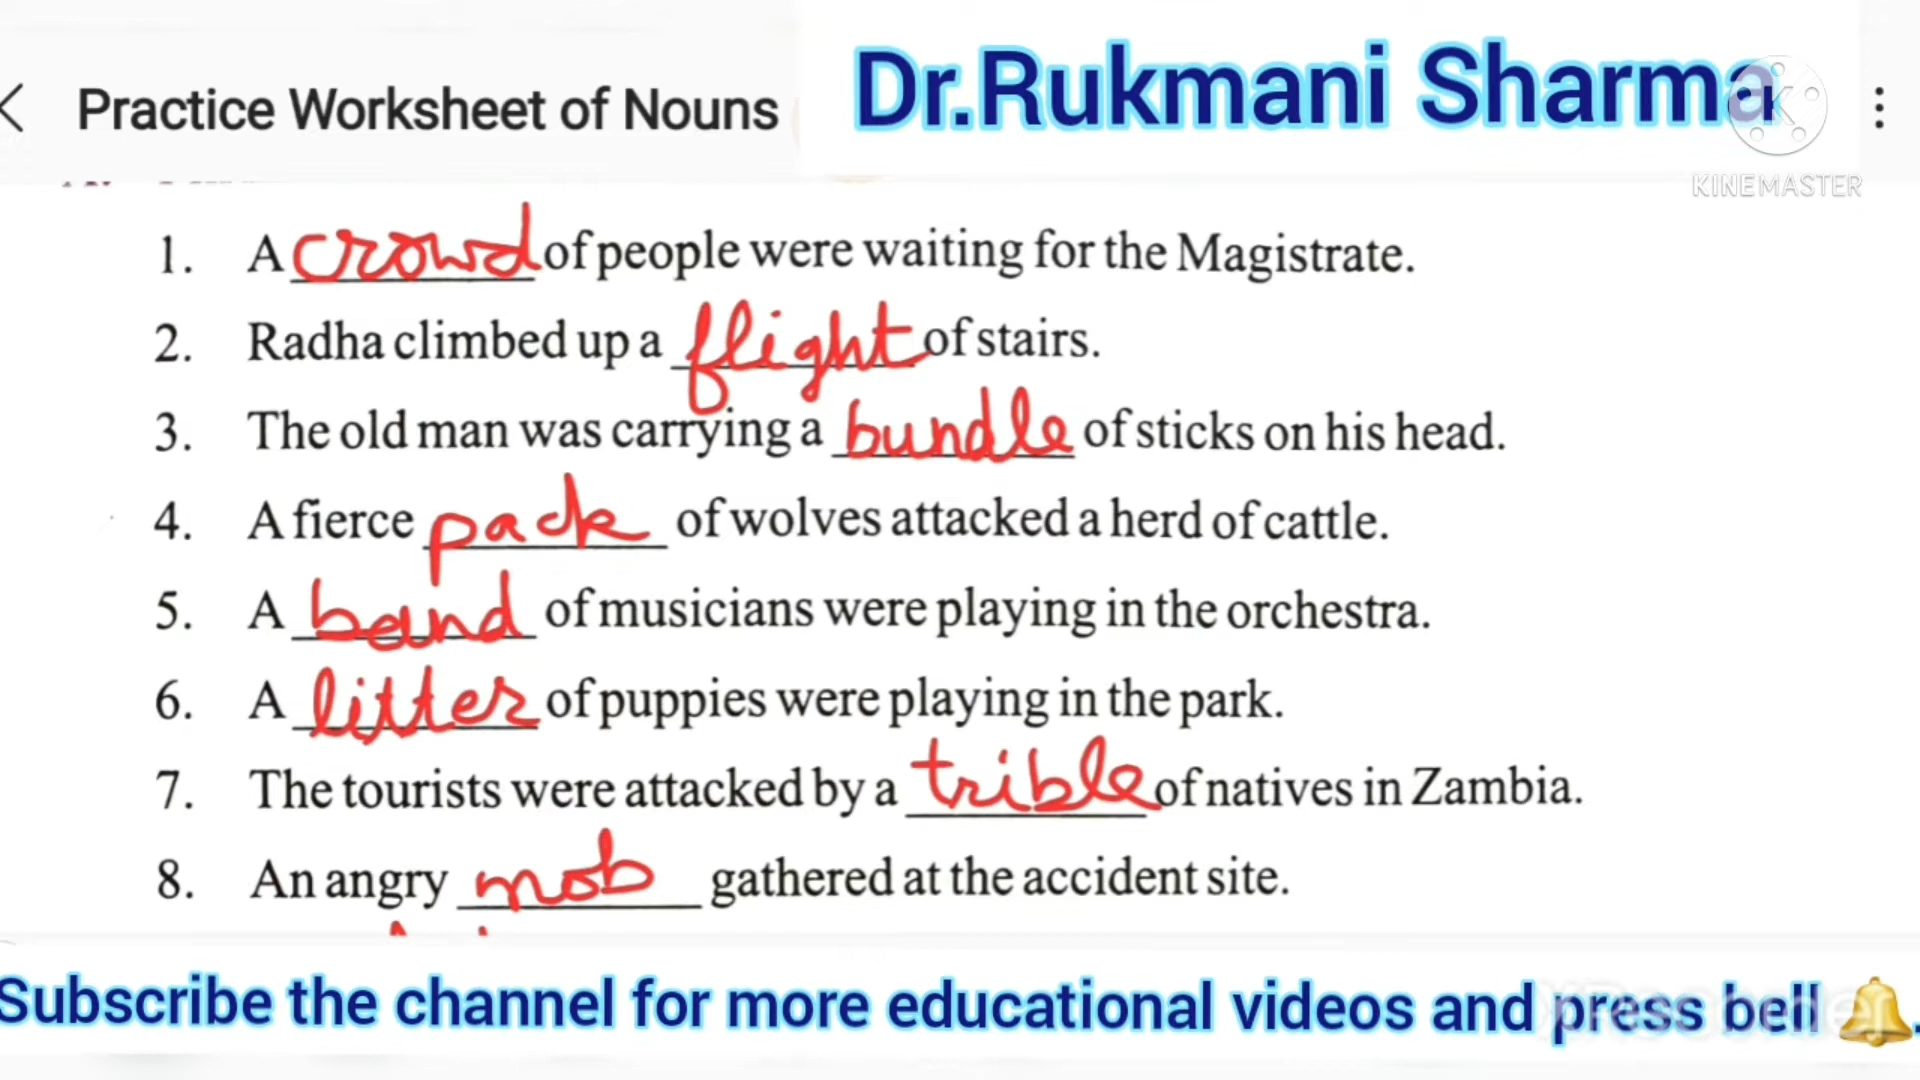 Practice Worksheet of Nouns
Dr.Rukmani Sharma
KINEMASTER
1. A crowd of people were waiting for the Magistrate.
2. Radha climbed up a flight of stairs.
3. The old man was carrying a bundle of sticks on his head.
4. A fierce pack of wolves attacked a herd of cattle.
5. A band of musicians were playing in the orchestra.
6. A litter of puppies were playing in the park.
7. The tourists were attacked by a trible of natives in Zambia.
8. An angry mob gathered at the accident site.
Subscribe the channel for more educational videos and press bell 🔔.